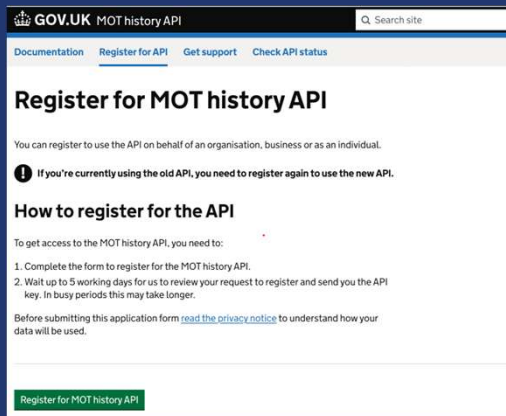 GOV.UK MOT history API
Search site
Documentation Register for API Get support Check API status
Register for MOT history API
You can register to use the API on behalf of an organisation, business or as an individual.
! If you're currently using the old API, you need to register again to use the new API.
How to register for the API
To get access to the MOT history API, you need to:
1. Complete the form to register for the MOT history API.
2. Wait up to 5 working days for us to review your request to register and send you the API
key. In busy periods this may take longer.
Before submitting this application form read the privacy notice to understand how your
data will be used.
Register for MOT history API